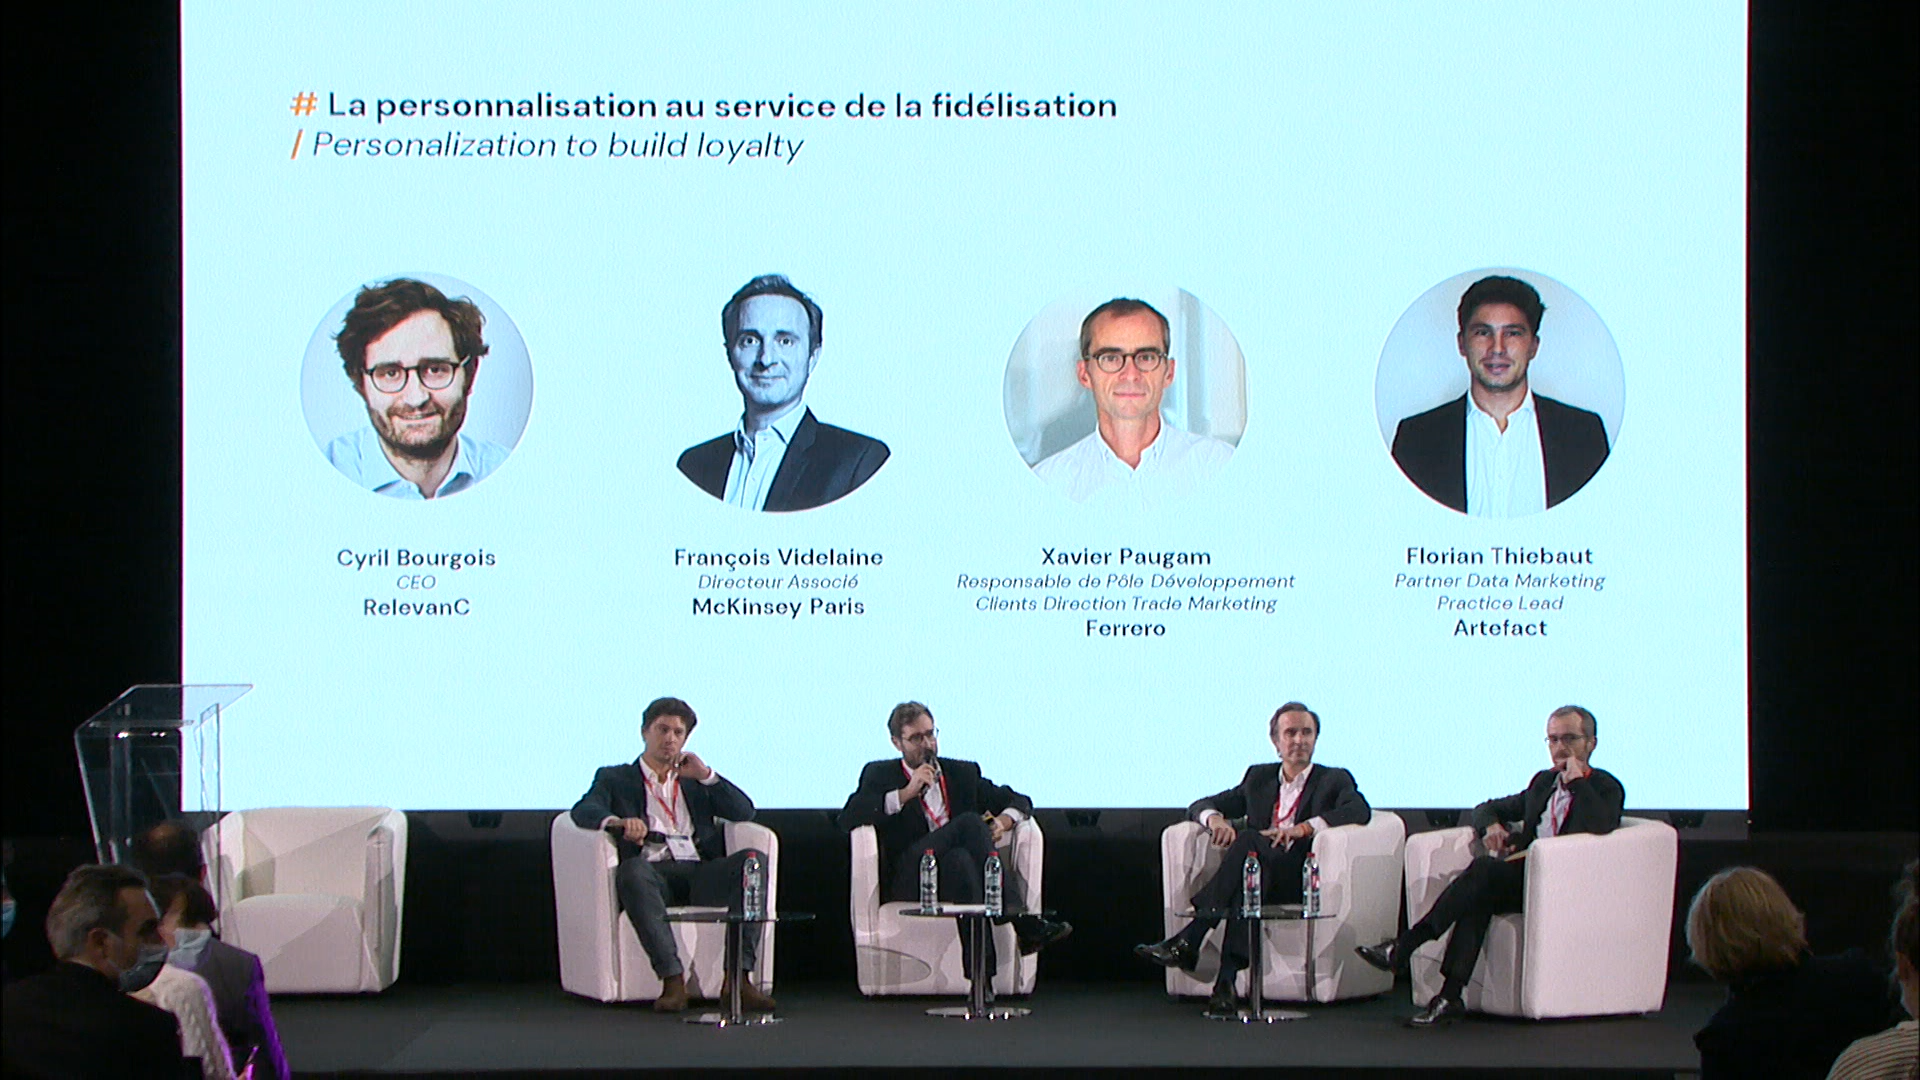 # La personnalisation au service de la fidélisation
/ Personalization to build loyalty
Cyril Bourgois
CEO
RelevanC
François Videlaine
Directeur Associé
McKinsey Paris
Xavier Paugam
Responsable de Pôle Développement
Clients Direction Trade Marketing
Ferrero
Florian Thiebaut
Partner Data Marketing
Practice Lead
Artefact